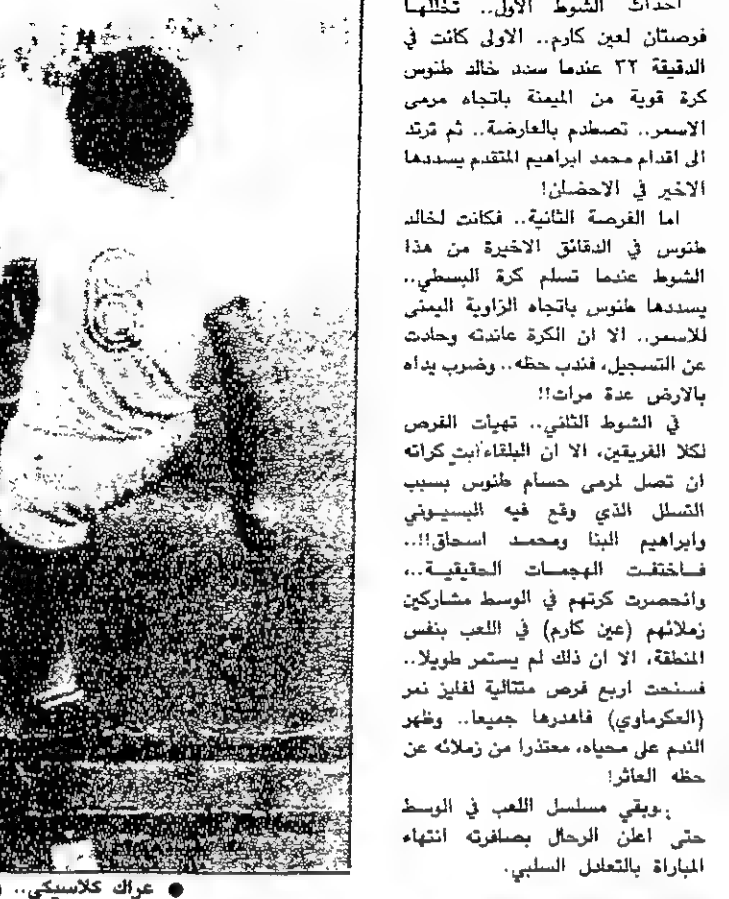 احداث الشوط الاول.. تخللها
فرصتان لعين كارم.. الاولى كانت في
الدقيقة ٣٢ عندما سدد خالد طنوس
كرة قوية من الميمنة باتجاه مرمى
الاسمر.. تصطدم بالعارضة.. ثم ترتد
الى اقدام محمد ابراهيم المتقدم يسددها
الاخير في الاحضان!
اما الفرصة الثانية.. فكانت لخالد
طنوس في الدقائق الاخيرة من هذا
الشوط عندما تسلم كرة البسطي..
يسددها طنوس باتجاه الزاوية اليمنى
للاسمر.. الا ان الكرة عاندته وحادت
عن التسجيل، فندب حظه.. وضرب يداه
بالارض عدة مرات!!
في الشوط الثاني.. تهيأت الفرص
لكلا الفريقين، الا ان البلقاء ابت كراته
ان تصل لمرمى حسام طنوس بسبب
التسلل الذي وقع فيه البسيوني
وابراهيم البنا ومحمد اسحاق!!..
فاختفت الهجمات الحقيقية..،
وانحصرت كرتهم في الوسط مشاركين
زملائهم (عين كارم) في اللعب بنفس
المنطقة، الا ان ذلك لم يستمر طويلا..
فسنحت اربع فرص متتالية لفايز نمر
(العكرماوي) فاهدرها جميعا.. وظهر
الندم على محياه، معتذرا من زملائه عن
حظه العاثر!
وبقي مسلسل اللعب في الوسط
حتى اعلن الرحال بصافرته انتهاء
المباراة بالتعادل السلبي.
● عراك كلاسيكي..